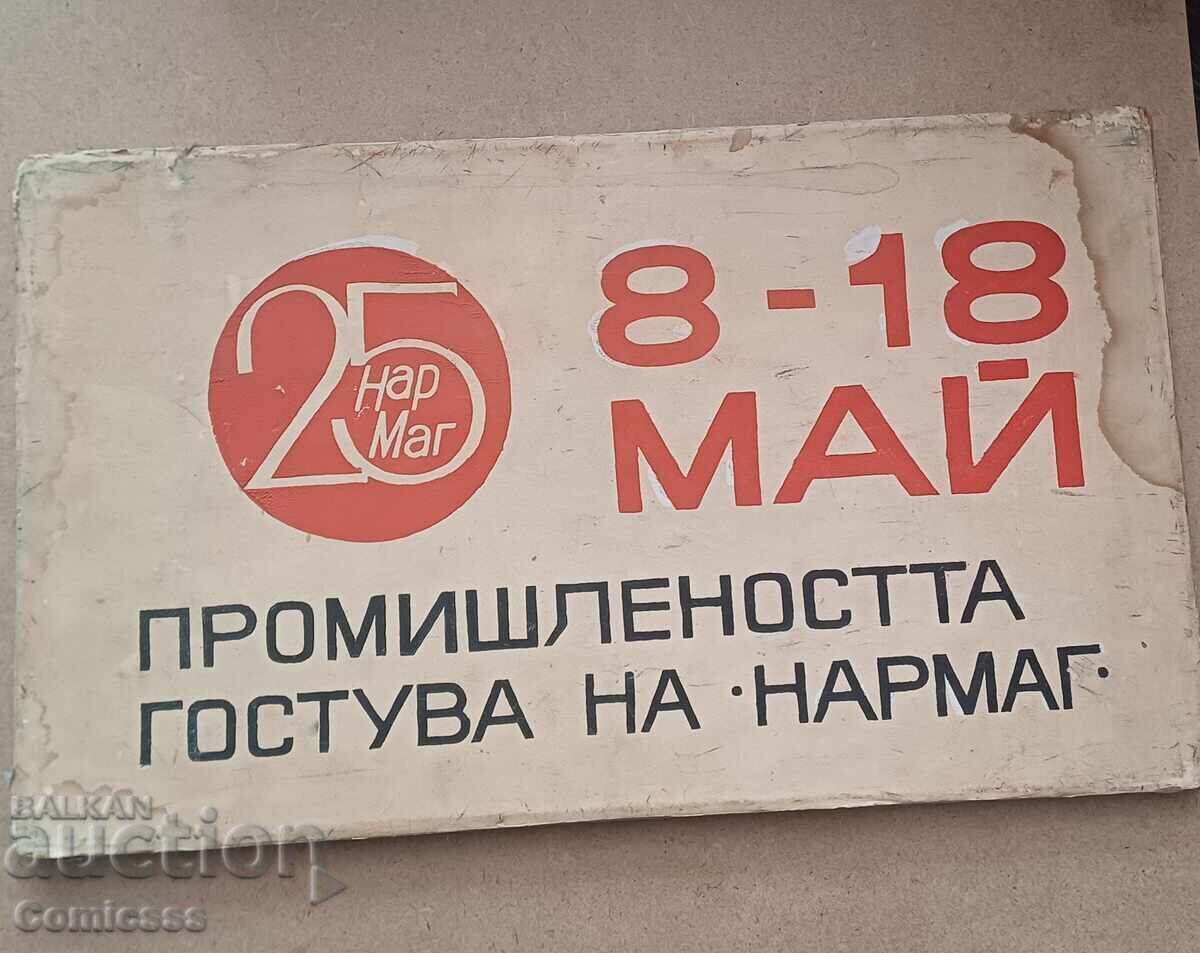 25
Нар
Маг
8 - 18
МАЙ
ПРОМИШЛЕНОСТТА
ГОСТУВА НА ·НАРМАГ·
BALKAN
auction
Comicsss